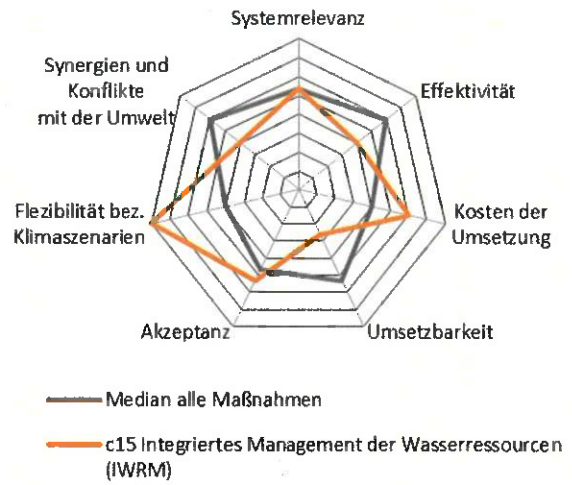 Systemrelevanz
Synergien und
Konflikte
mit der Umwelt
Effektivität
Flezibilität bez.
Klimaszenarien
Kosten der
Umsetzung
Akzeptanz
Umsetzbarkeit
Median alle Maßnahmen
c15 Integriertes Management der Wasserressourcen
(IWRM)